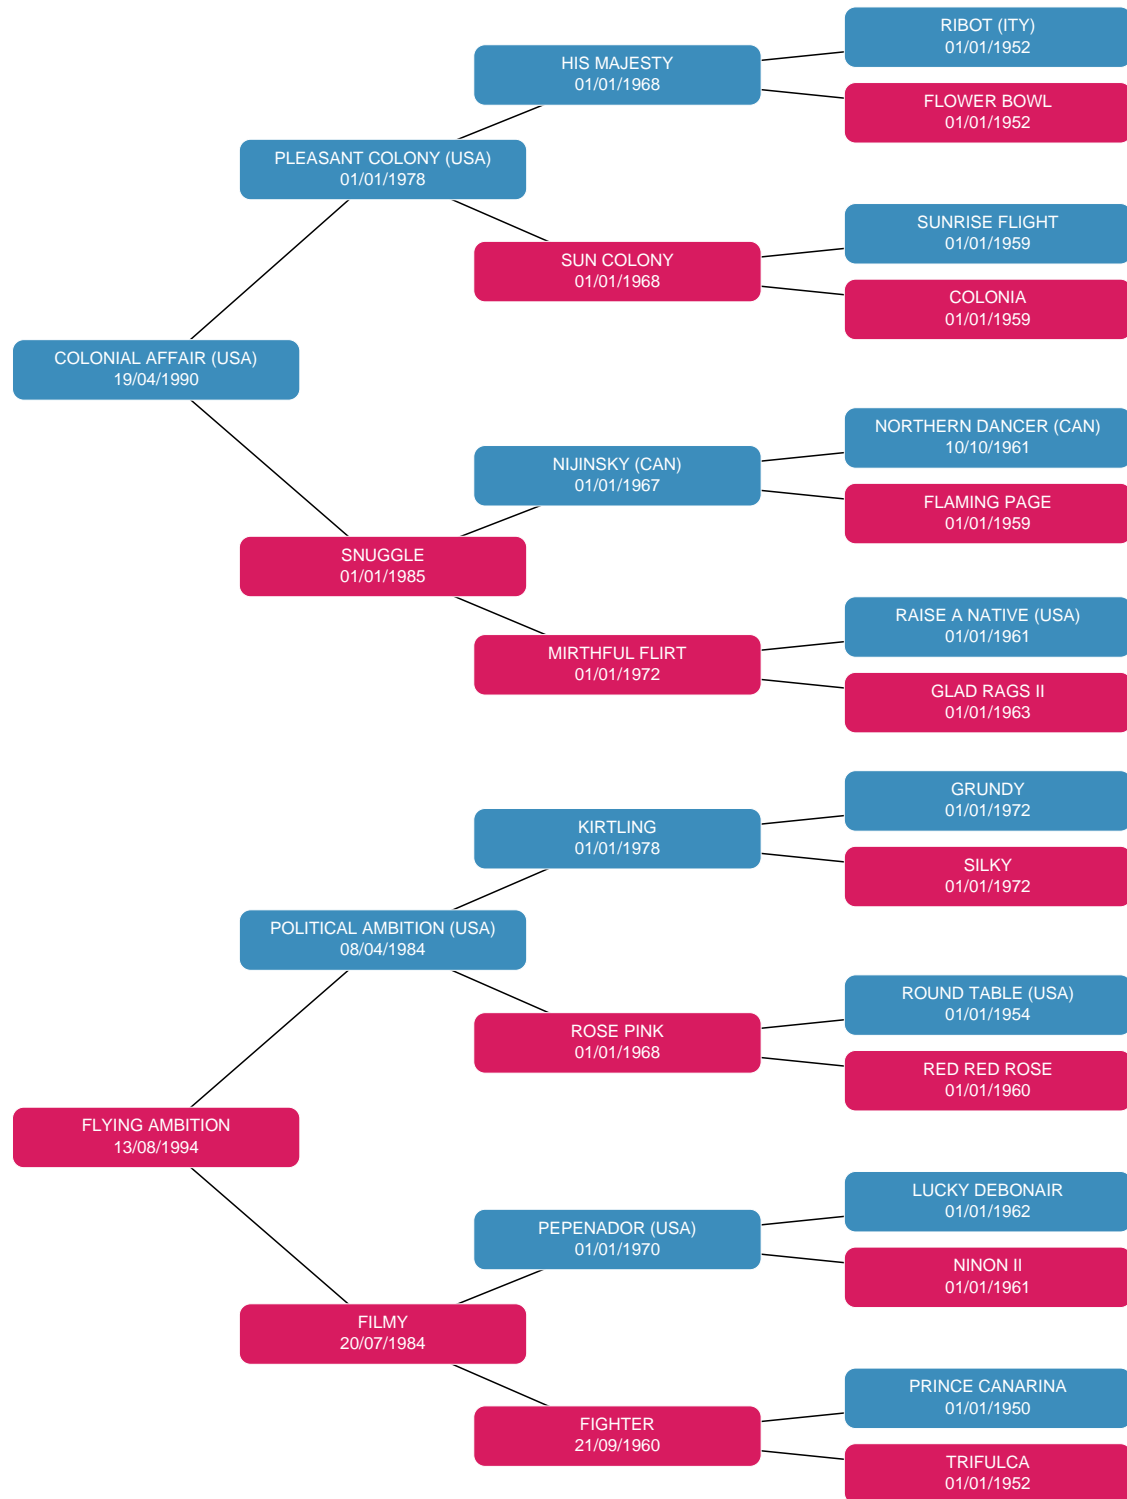 RIBOT (ITY)
01/01/1952
HIS MAJESTY
01/01/1968
FLOWER BOWL
01/01/1952
PLEASANT COLONY (USA)
01/01/1978
SUNRISE FLIGHT
01/01/1959
SUN COLONY
01/01/1968
COLONIA
01/01/1959
COLONIAL AFFAIR (USA)
19/04/1990
NORTHERN DANCER (CAN)
10/10/1961
NIJINSKY (CAN)
01/01/1967
FLAMING PAGE
01/01/1959
SNUGGLE
01/01/1985
RAISE A NATIVE (USA)
01/01/1961
MIRTHFUL FLIRT
01/01/1972
GLAD RAGS II
01/01/1963
GRUNDY
01/01/1972
KIRTLING
01/01/1978
SILKY
01/01/1972
POLITICAL AMBITION (USA)
08/04/1984
ROUND TABLE (USA)
01/01/1954
ROSE PINK
01/01/1968
RED RED ROSE
01/01/1960
FLYING AMBITION
13/08/1994
LUCKY DEBONAIR
01/01/1962
PEPENADOR (USA)
01/01/1970
NINON II
01/01/1961
FILMY
20/07/1984
PRINCE CANARINA
01/01/1950
FIGHTER
21/09/1960
TRIFULCA
01/01/1952